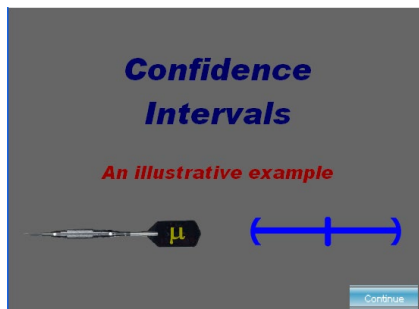 Confidence
Intervals
An illustrative example
μ
Continue